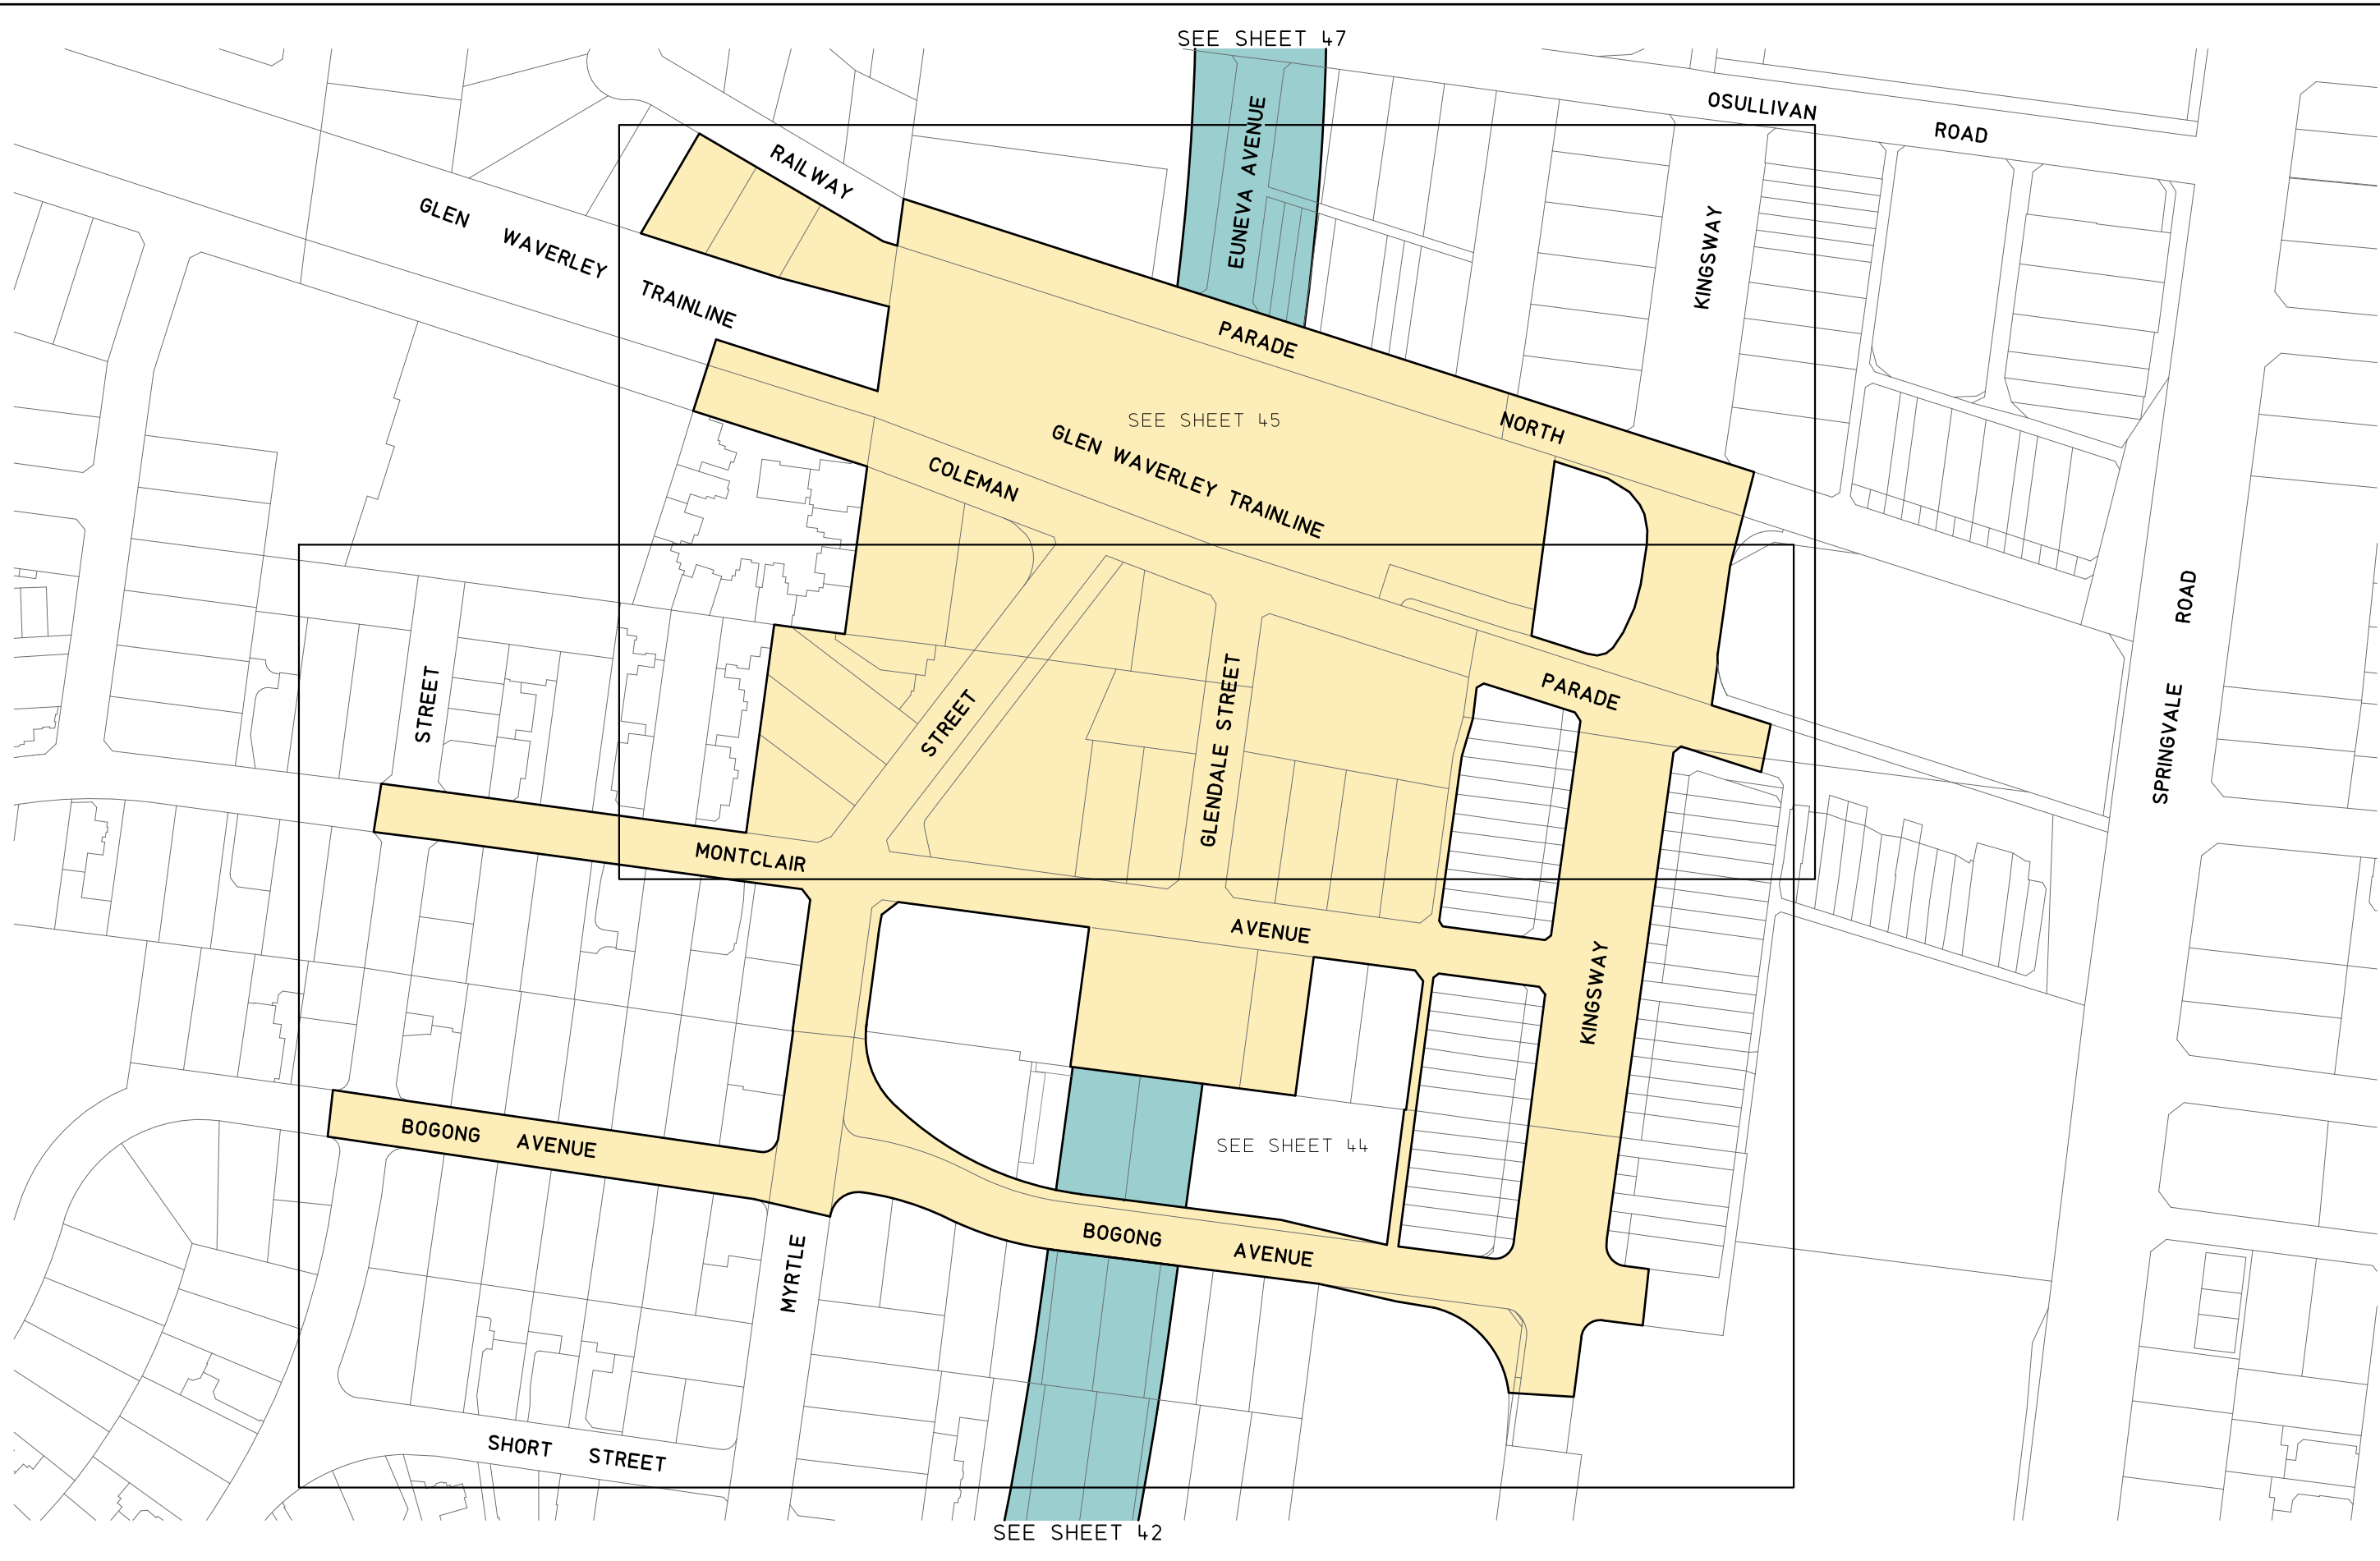 SEE SHEET 47
OSULLIVAN
ROAD
EUNEVA AVENUE
RAILWAY
GLEN WAVERLEY TRAINLINE
KINGSWAY
PARADE
SEE SHEET 45
NORTH
GLEN WAVERLEY TRAINLINE
COLEMAN
SPRINGVALE ROAD
STREET
PARADE
GLENDALE STREET
STREET
MONTCLAIR
AVENUE
KINGSWAY
BOGONG AVENUE
SEE SHEET 44
BOGONG AVENUE
MYRTLE
SHORT STREET
SEE SHEET 42